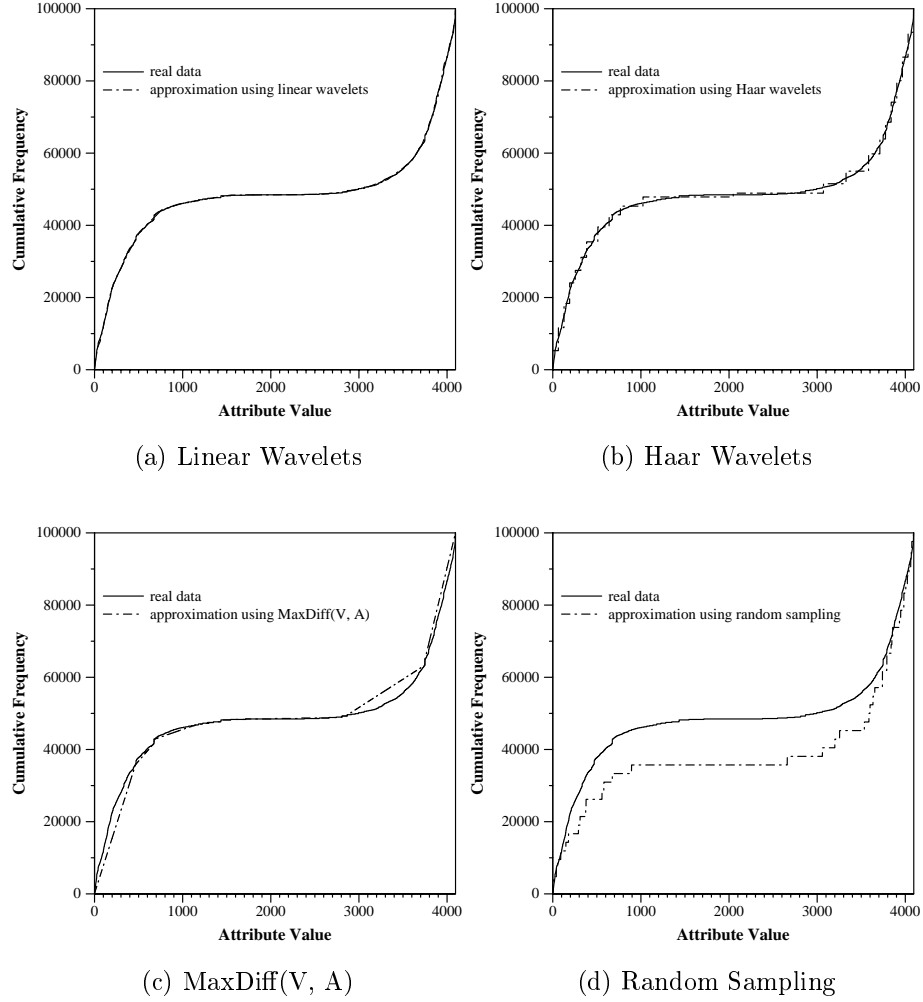 100000
80000
60000
40000
20000
0
Cumulative Frequency
real data
approximation using linear wavelets
0 1000 2000 3000 4000
Attribute Value
(a) Linear Wavelets
100000
80000
60000
40000
20000
0
Cumulative Frequency
real data
approximation using Haar wavelets
0 1000 2000 3000 4000
Attribute Value
(b) Haar Wavelets
100000
80000
60000
40000
20000
0
Cumulative Frequency
real data
approximation using MaxDiff(V, A)
0 1000 2000 3000 4000
Attribute Value
(c) MaxDiff(V, A)
100000
80000
60000
40000
20000
0
Cumulative Frequency
real data
approximation using random sampling
0 1000 2000 3000 4000
Attribute Value
(d) Random Sampling